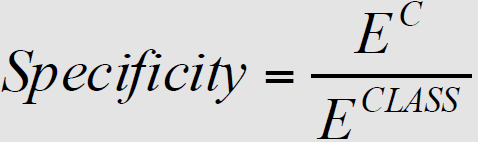 Specificity = E^C / E^CLASS